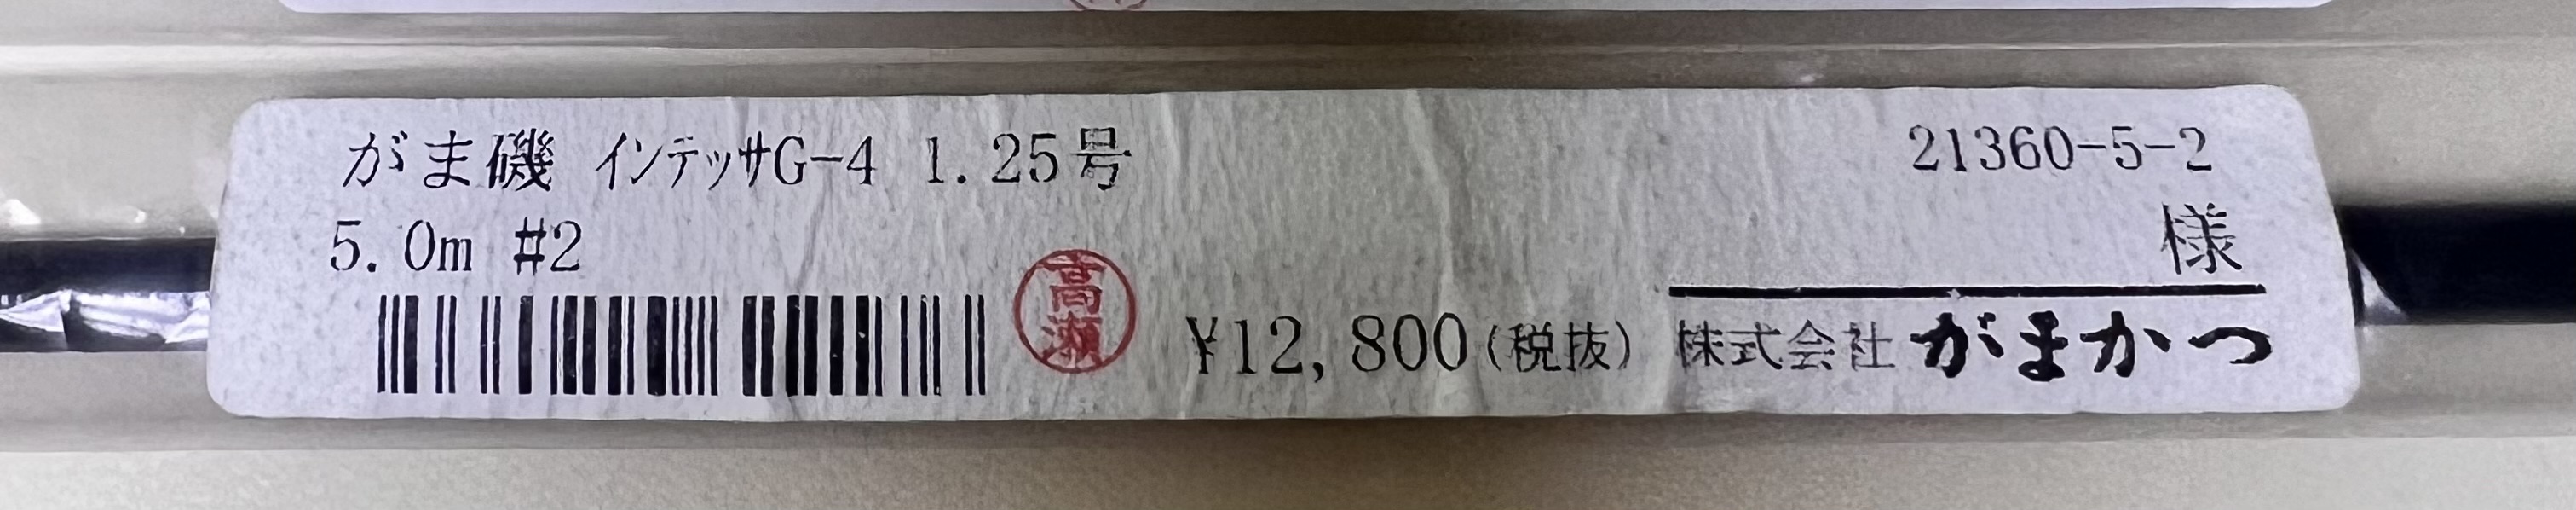 がま磯 インテッサG-4 1.25号
21360-5-2
5.0m #2
様
高瀬
¥12,800(税抜)
株式会社 がまかつ